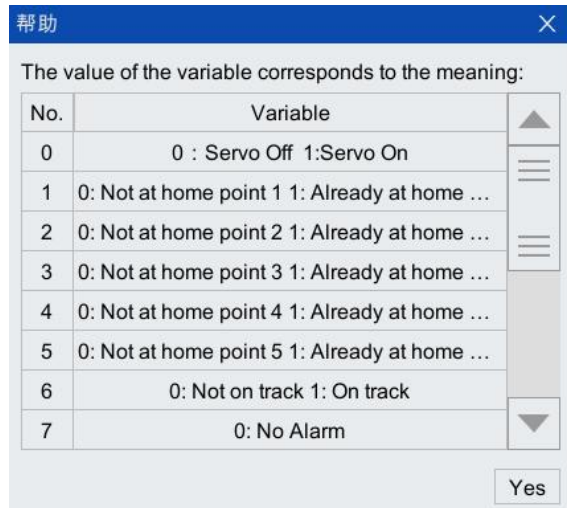 帮助
The value of the variable corresponds to the meaning:
No. Variable
0 0 : Servo Off 1:Servo On
1 0: Not at home point 1 1: Already at home ...
2 0: Not at home point 2 1: Already at home ...
3 0: Not at home point 3 1: Already at home ...
4 0: Not at home point 4 1: Already at home ...
5 0: Not at home point 5 1: Already at home ...
6 0: Not on track 1: On track
7 0: No Alarm
Yes